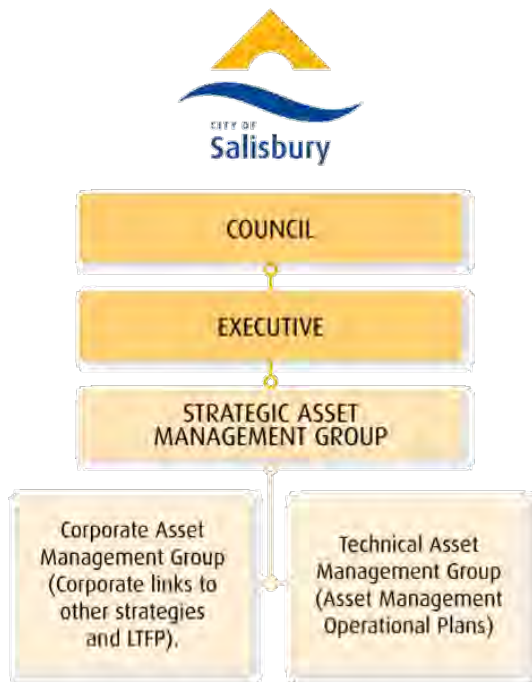 CITY OF
Salisbury
COUNCIL
EXECUTIVE
STRATEGIC ASSET
MANAGEMENT GROUP
Corporate Asset
Management Group
(Corporate links to
other strategies
and LTFP).
Technical Asset
Management Group
(Asset Management
Operational Plans)